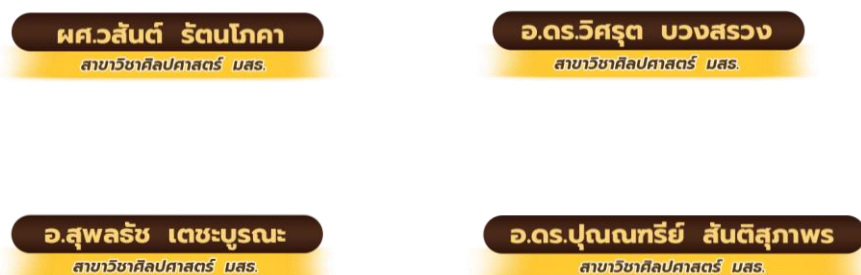 ผศ.วสันต์ รัตนโภคา
สาขาวิชาศิลปศาสตร์ มสธ.
อ.ดร.วิศรุต บวงสรวง
สาขาวิชาศิลปศาสตร์ มสธ.
อ.สุพลธัช เตชะบูรณะ
สาขาวิชาศิลปศาสตร์ มสธ.
อ.ดร.ปุณณฑรีย์ สันติสุภาพร
สาขาวิชาศิลปศาสตร์ มสธ.